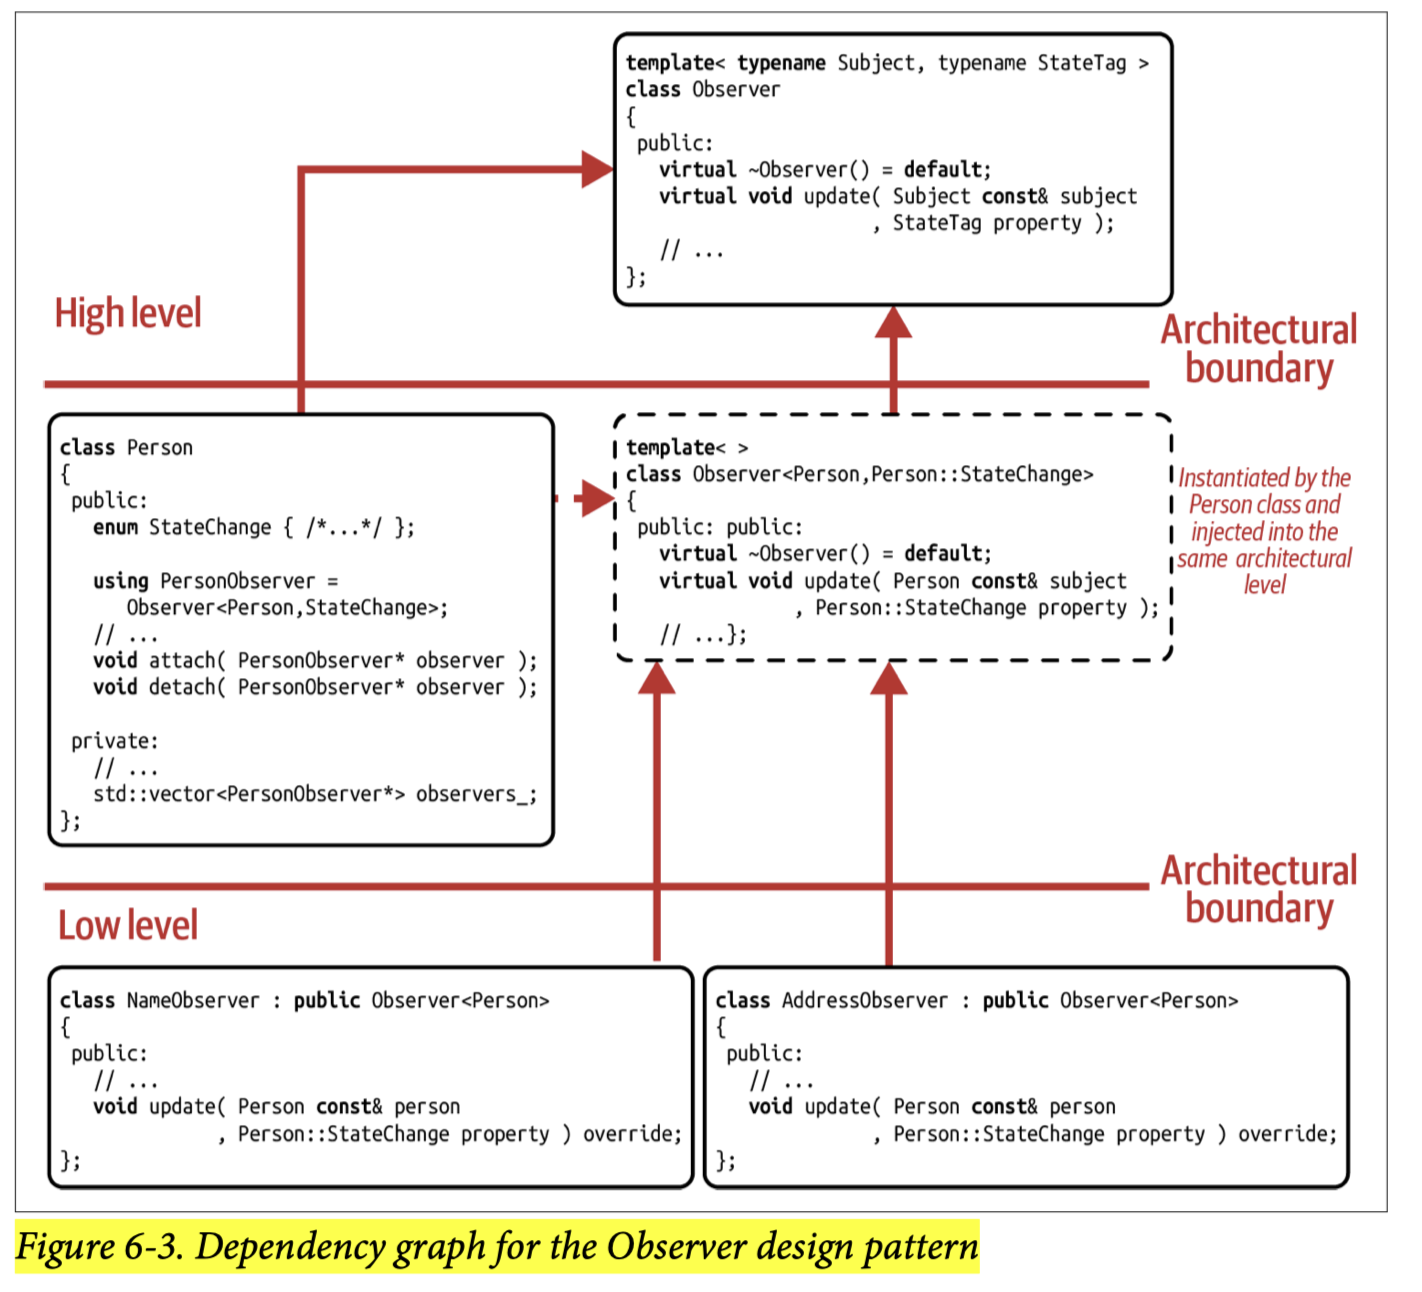 template< typename Subject, typename StateTag >
class Observer
{
public:
virtual ~Observer() = default;
virtual void update( Subject const& subject
, StateTag property );
// ...
};
High level
Architectural
boundary
class Person
{
public:
enum StateChange { /*...*/ };
using PersonObserver =
Observer<Person,StateChange>;
// ...
void attach( PersonObserver* observer );
void detach( PersonObserver* observer );
private:
// ...
std::vector<PersonObserver*> observers_;
};
template< >
class Observer<Person,Person::StateChange>
{
public: public:
virtual ~Observer() = default;
virtual void update( Person const& subject
, Person::StateChange property );
// ...};
Instantiated by the
Person class and
injected into the
same architectural
level
Architectural
boundary
Low level
class NameObserver : public Observer<Person>
{
public:
// ...
void update( Person const& person
, Person::StateChange property ) override;
};
class AddressObserver : public Observer<Person>
{
public:
// ...
void update( Person const& person
, Person::StateChange property ) override;
};
Figure 6-3. Dependency graph for the Observer design pattern